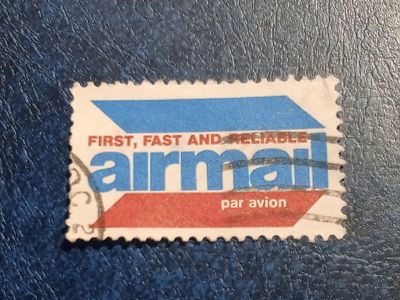 FIRST, FAST AND RELIABLE
airmail
par avion